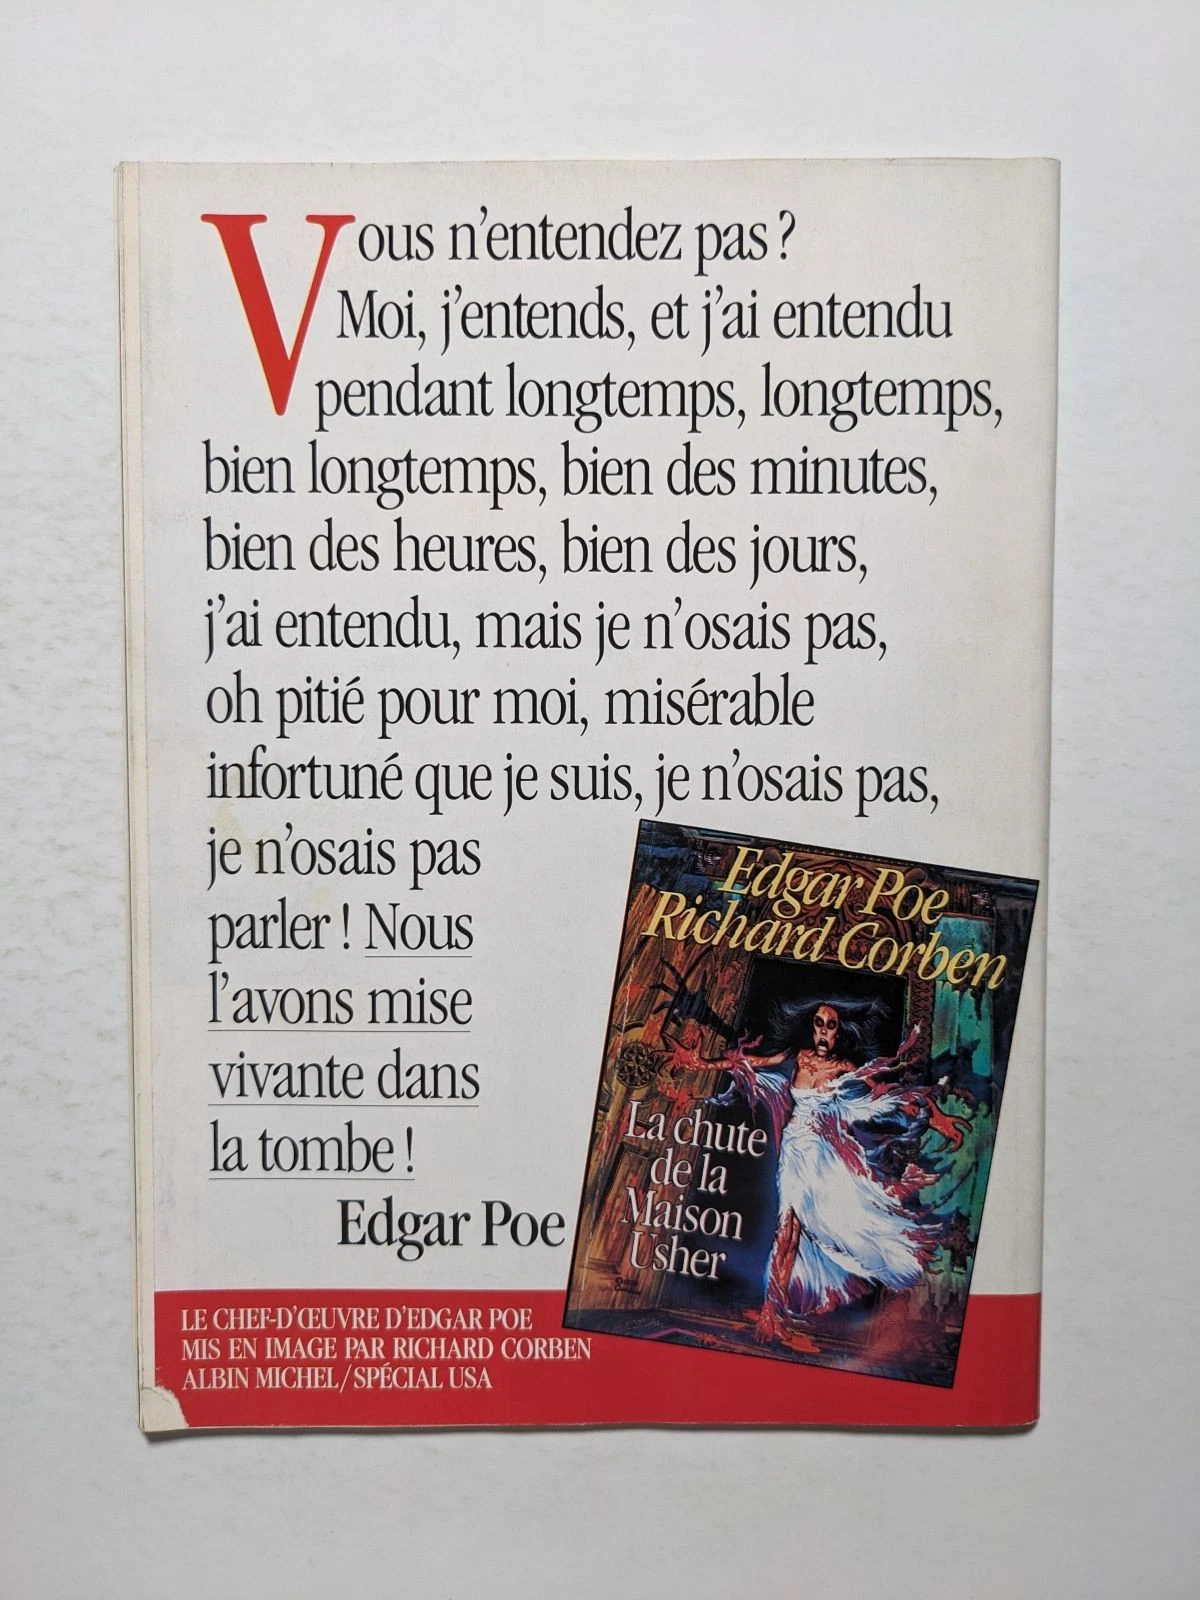 Vous n'entendez pas ?
Moi, j'entends, et j'ai entendu
pendant longtemps, longtemps,
bien longtemps, bien des minutes,
bien des heures, bien des jours,
j'ai entendu, mais je n'osais pas,
oh pitié pour moi, misérable
infortuné que je suis, je n'osais pas,
je n'osais pas
parler ! Nous
l'avons mise
vivante dans
la tombe !
Edgar Poe
Edgar Poe
Richard Corben
La chute
de la
Maison
Usher
LE CHEF-D'ŒUVRE D'EDGAR POE
MIS EN IMAGE PAR RICHARD CORBEN
ALBIN MICHEL/SPÉCIAL USA